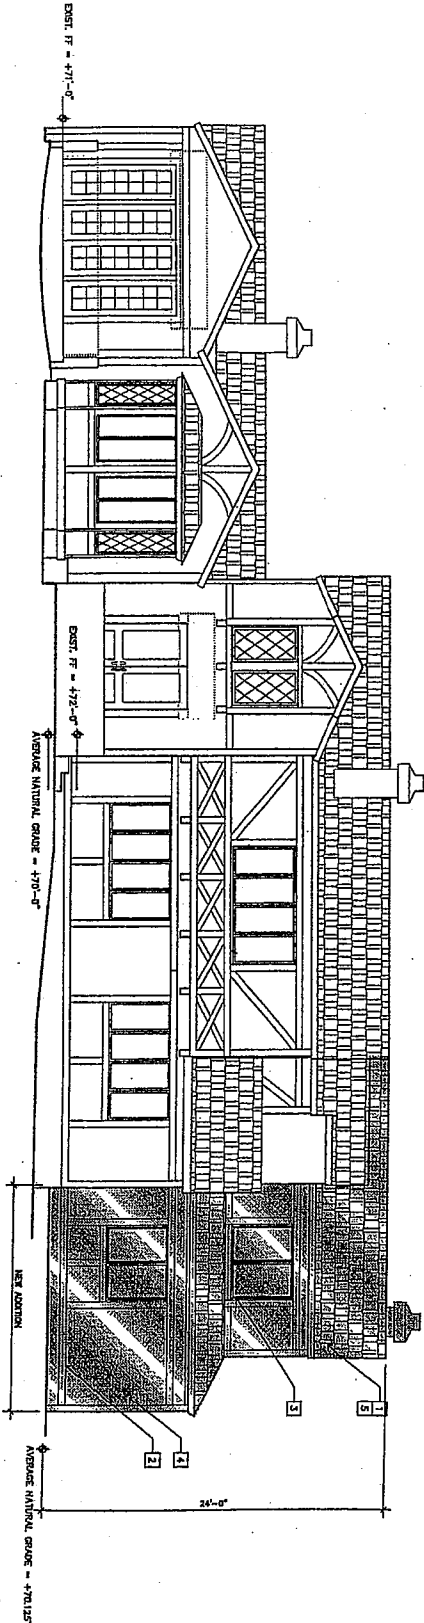 EXIST. FF = +71'-0"
EXIST. FF = +72'-0"
AVERAGE NATURAL GRADE = +70'-0"
NEW ADDITION
1
5
3
4
2
24'-0"
AVERAGE NATURAL GRADE = +70.125'